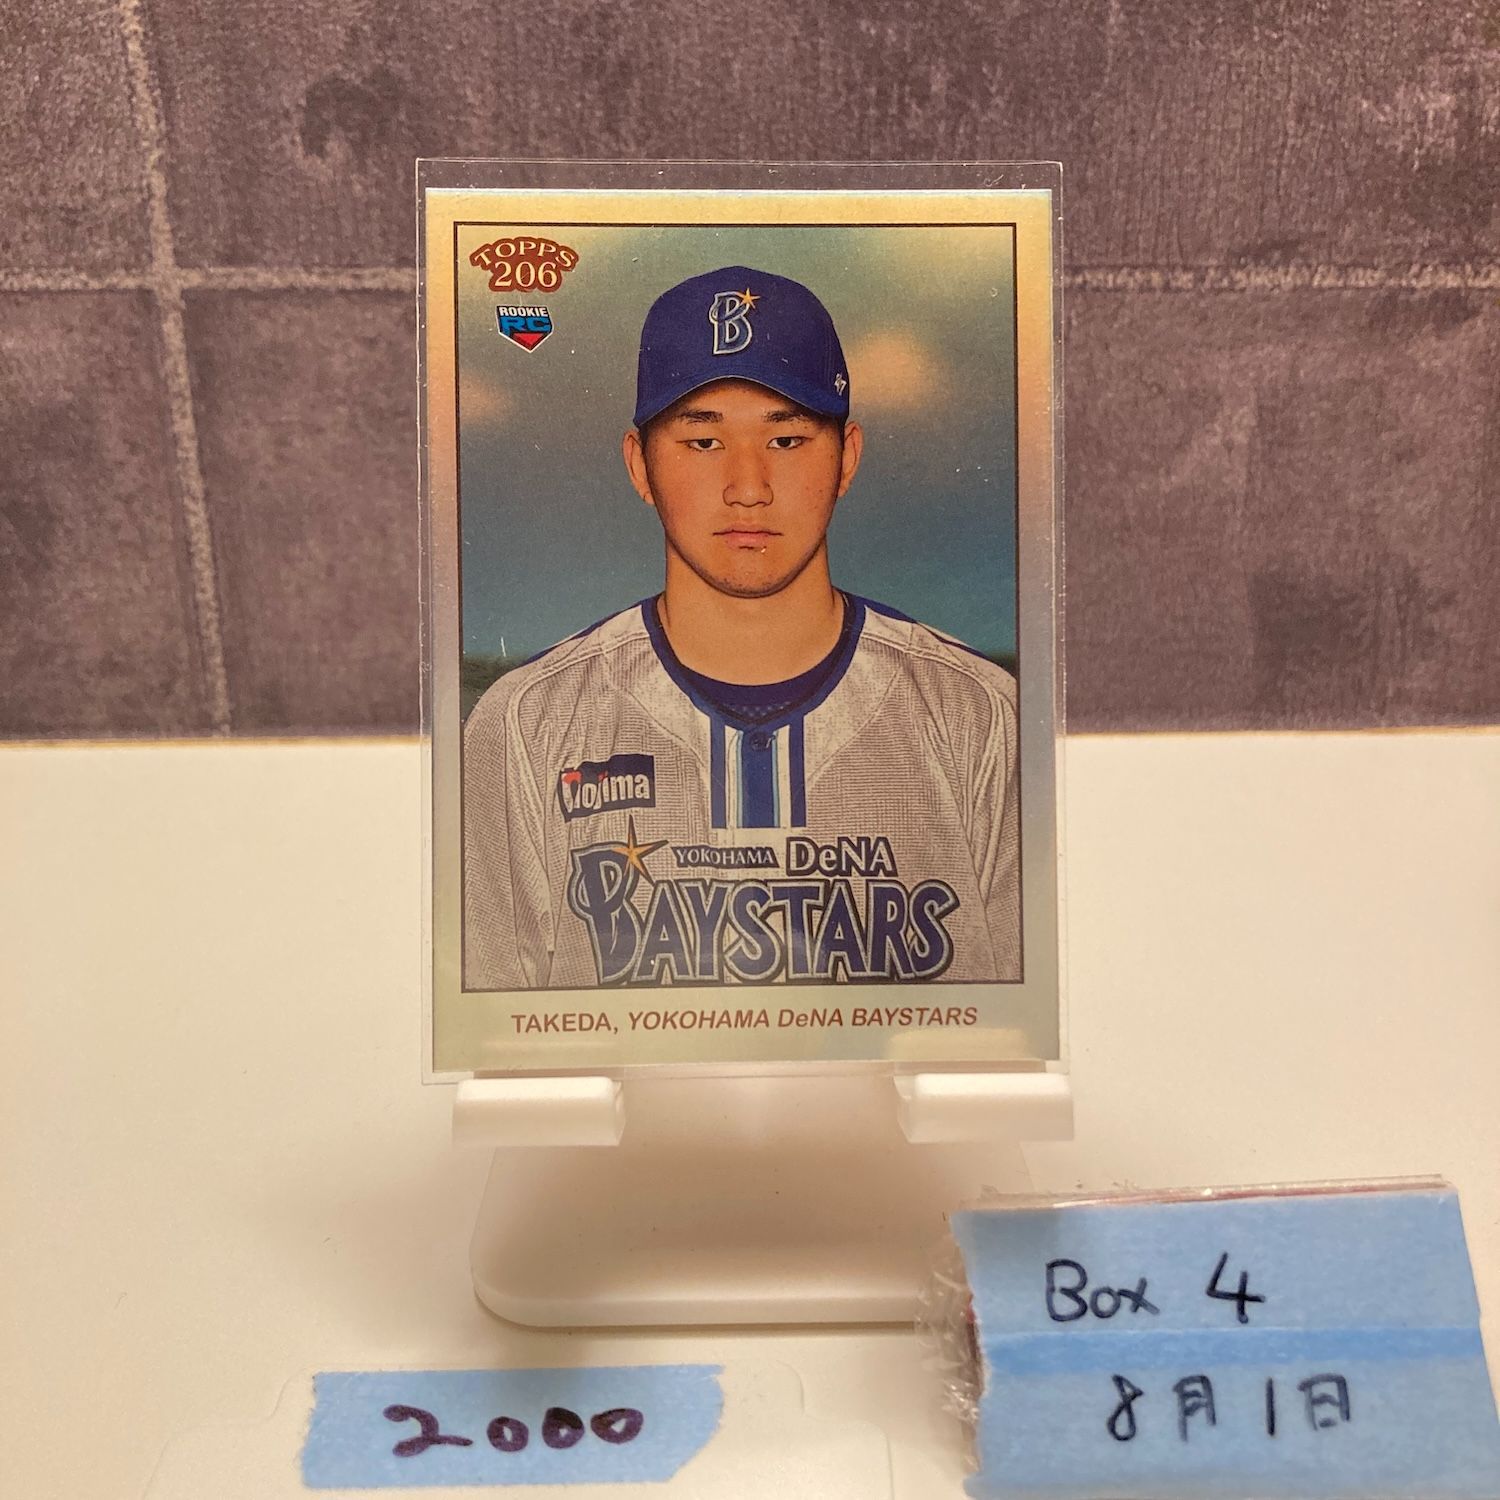 TOPPS
206
ROOKIE
RC
B
47
Nojima
YOKOHAMA DeNA
BAYSTARS
TAKEDA, YOKOHAMA DeNA BAYSTARS
Box 4
8月1日
2000